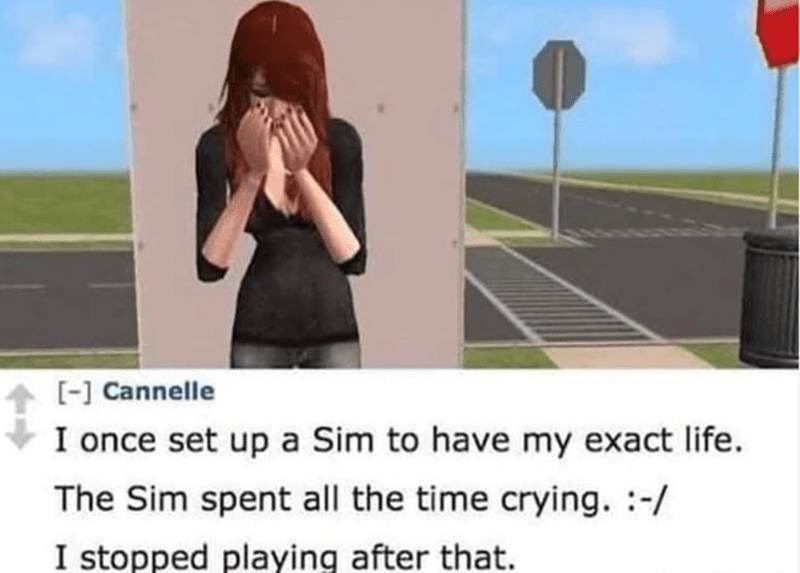 [-] Cannelle
I once set up a Sim to have my exact life.
The Sim spent all the time crying. :-/
I stopped playing after that.